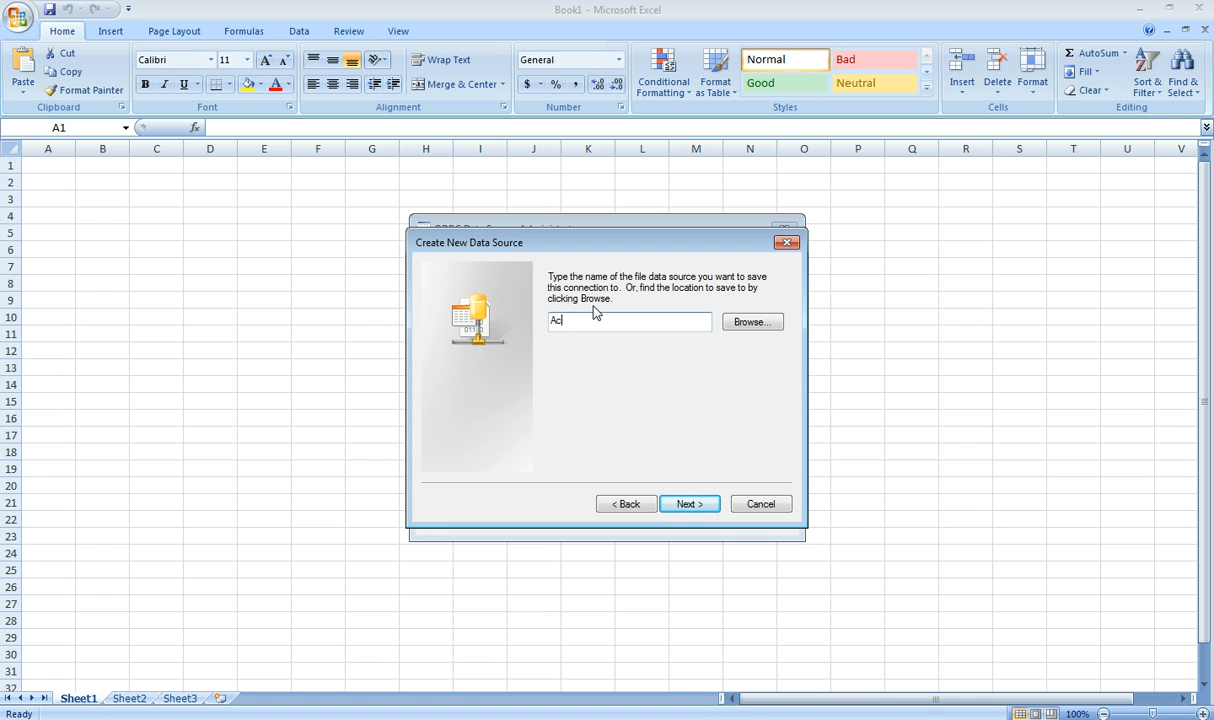 Book1 - Microsoft Excel
Home Insert Page Layout Formulas Data Review View
Paste Cut Copy Format Painter
Calibri 11 B I U A A
Wrap Text Merge & Center
General $ % ,
Conditional Formatting Format as Table
Normal Bad Good Neutral
Insert Delete Format
AutoSum Fill Clear
Sort & Filter Find & Select
Clipboard Font Alignment Number Styles Cells Editing
A1 fx
A B C D E F G H I J K L M N O P Q R S T U V
1
2
3
4
5
6
7
8
9
10
11
12
13
14
15
16
17
18
19
20
21
22
23
24
25
26
27
28
29
30
31
32
Create New Data Source
Type the name of the file data source you want to save
this connection to. Or, find the location to save to by
clicking Browse.
Ac
Browse...
< Back Next > Cancel
Sheet1 Sheet2 Sheet3
Ready 100%